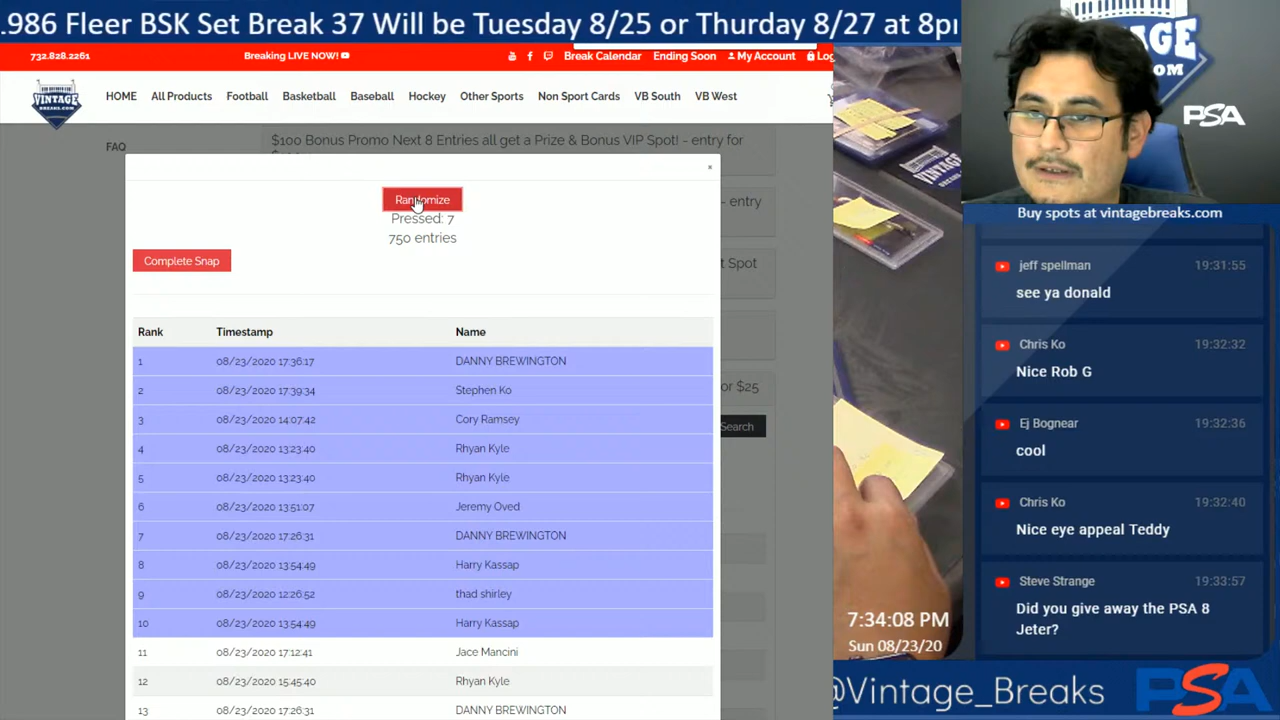 .986 Fleer BSK Set Break 37 Will be Tuesday 8/25 or Thurday 8/27 at 8p
732.828.2261
Breaking LIVE NOW!
Break Calendar
Ending Soon
My Account
Log
VINTAGE
HOME
All Products
Football
Basketball
Baseball
Hockey
Other Sports
Non Sport Cards
VB South
VB West
FAQ
$100 Bonus Promo Next 8 Entries all get a Prize & Bonus VIP Spot! - entry for
- entry
t Spot
or $25
Search
×
Randomize
Pressed: 7
750 entries
Complete Snap
Rank Timestamp Name
1 08/23/2020 17:36:17 DANNY BREWINGTON
2 08/23/2020 17:39:34 Stephen Ko
3 08/23/2020 14:07:42 Cory Ramsey
4 08/23/2020 13:23:40 Rhyan Kyle
5 08/23/2020 13:23:40 Rhyan Kyle
6 08/23/2020 13:51:07 Jeremy Oved
7 08/23/2020 17:26:31 DANNY BREWINGTON
8 08/23/2020 13:54:49 Harry Kassap
9 08/23/2020 12:26:52 thad shirley
10 08/23/2020 13:54:49 Harry Kassap
11 08/23/2020 17:12:41 Jace Mancini
12 08/23/2020 15:45:40 Rhyan Kyle
13 08/23/2020 17:26:31 DANNY BREWINGTON
PSA
Buy spots at vintagebreaks.com
jeff spellman 19:31:55
see ya donald
Chris Ko 19:32:32
Nice Rob G
Ej Bognear 19:32:36
cool
Chris Ko 19:32:40
Nice eye appeal Teddy
Steve Strange 19:33:57
Did you give away the PSA 8
Jeter?
7:34:08 PM
Sun 08/23/20
@Vintage_Breaks
PSA